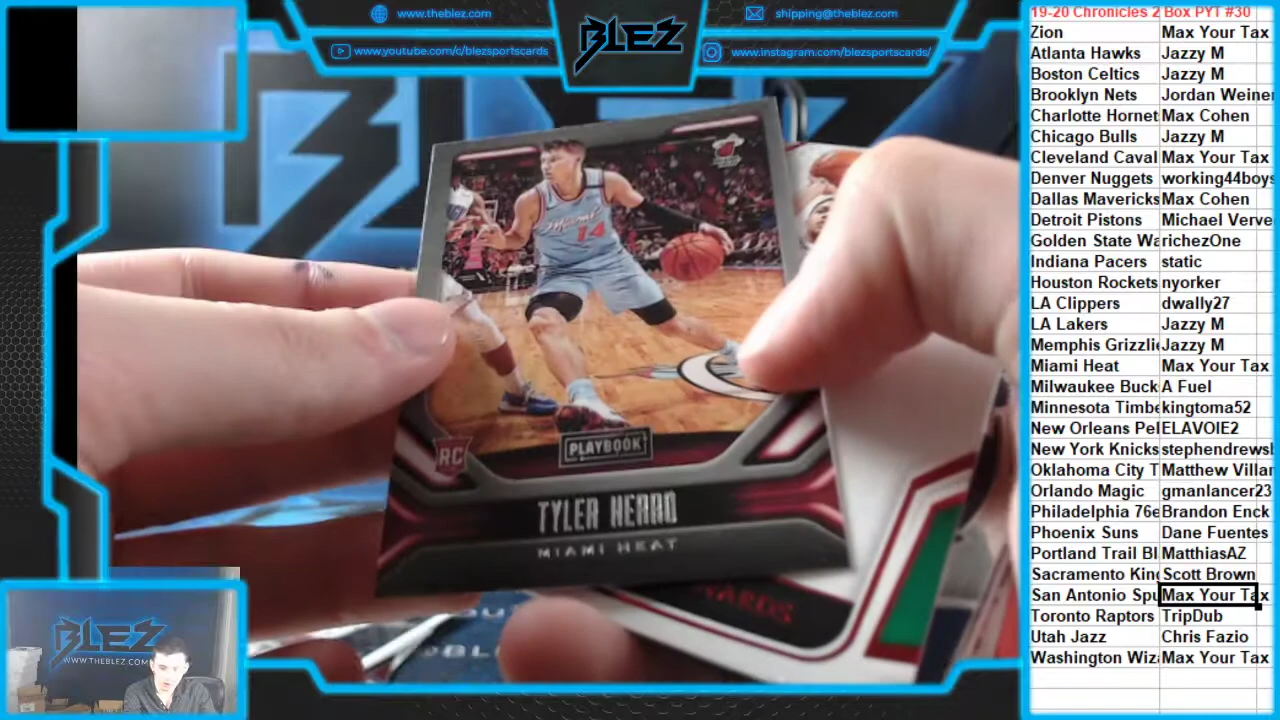 www.theblez.com
www.youtube.com/c/blezsportscards
BLEZ
shipping@theblez.com
www.instagram.com/blezsportscards/
19-20 Chronicles 2 Box PYT #30
Zion Max Your Tax
Atlanta Hawks Jazzy M
Boston Celtics Jazzy M
Brooklyn Nets Jordan Weiner
Charlotte Hornet Max Cohen
Chicago Bulls Jazzy M
Cleveland Caval Max Your Tax
Denver Nuggets working44boys
Dallas Mavericks Max Cohen
Detroit Pistons Michael Verve
Golden State Wa richezOne
Indiana Pacers static
Houston Rockets nyorker
LA Clippers dwally27
LA Lakers Jazzy M
Memphis Grizzlie Jazzy M
Miami Heat Max Your Tax
Milwaukee Buck A Fuel
Minnesota Timbe kingtoma52
New Orleans Pel ELAVOIE2
New York Knicks stephendrewsl
Oklahoma City T Matthew Villar
Orlando Magic gmanlancer23
Philadelphia 76e Brandon Enck
Phoenix Suns Dane Fuentes
Portland Trail Bl MatthiasAZ
Sacramento King Scott Brown
San Antonio Spu Max Your Tax
Toronto Raptors TripDub
Utah Jazz Chris Fazio
Washington Wiza Max Your Tax
Miami
14
RC
PLAYBOOK
TYLER HERRO
MIAMI HEAT
BLEZ
WWW.THEBLEZ.COM